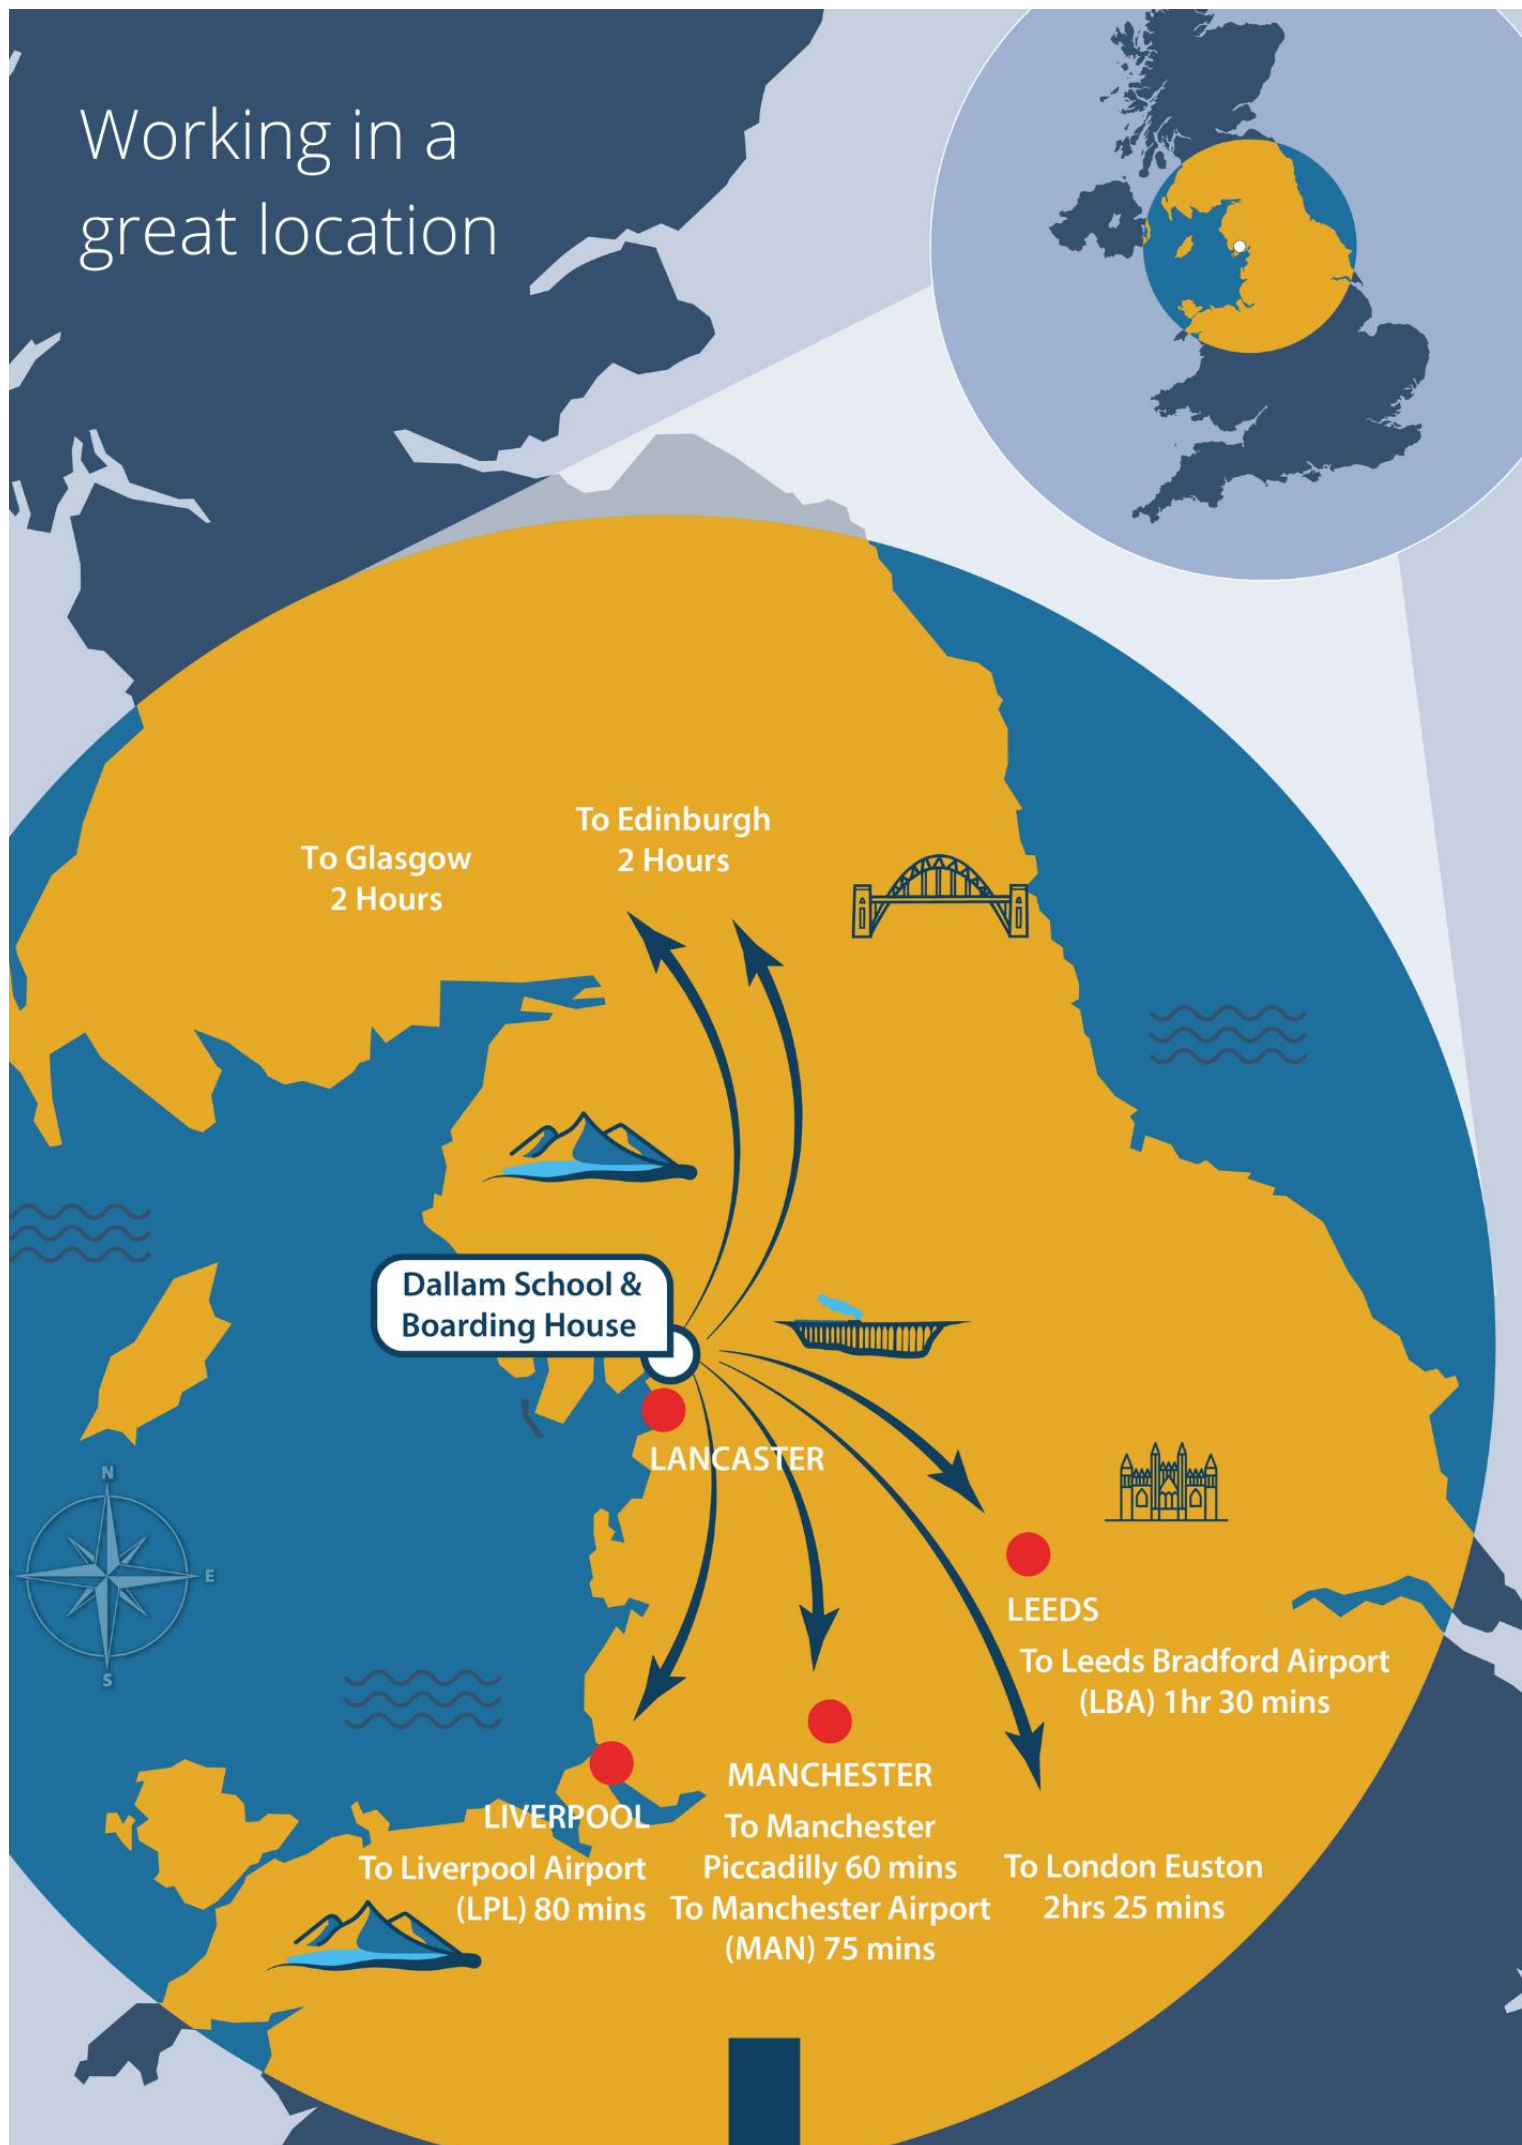 Working in a
great location
To Edinburgh
2 Hours
To Glasgow
2 Hours
Dallam School &
Boarding House
LANCASTER
N
E
S
LEEDS
To Leeds Bradford Airport
(LBA) 1hr 30 mins
MANCHESTER
To Manchester
Piccadilly 60 mins
To Manchester Airport
(MAN) 75 mins
LIVERPOOL
To Liverpool Airport
(LPL) 80 mins
To London Euston
2hrs 25 mins